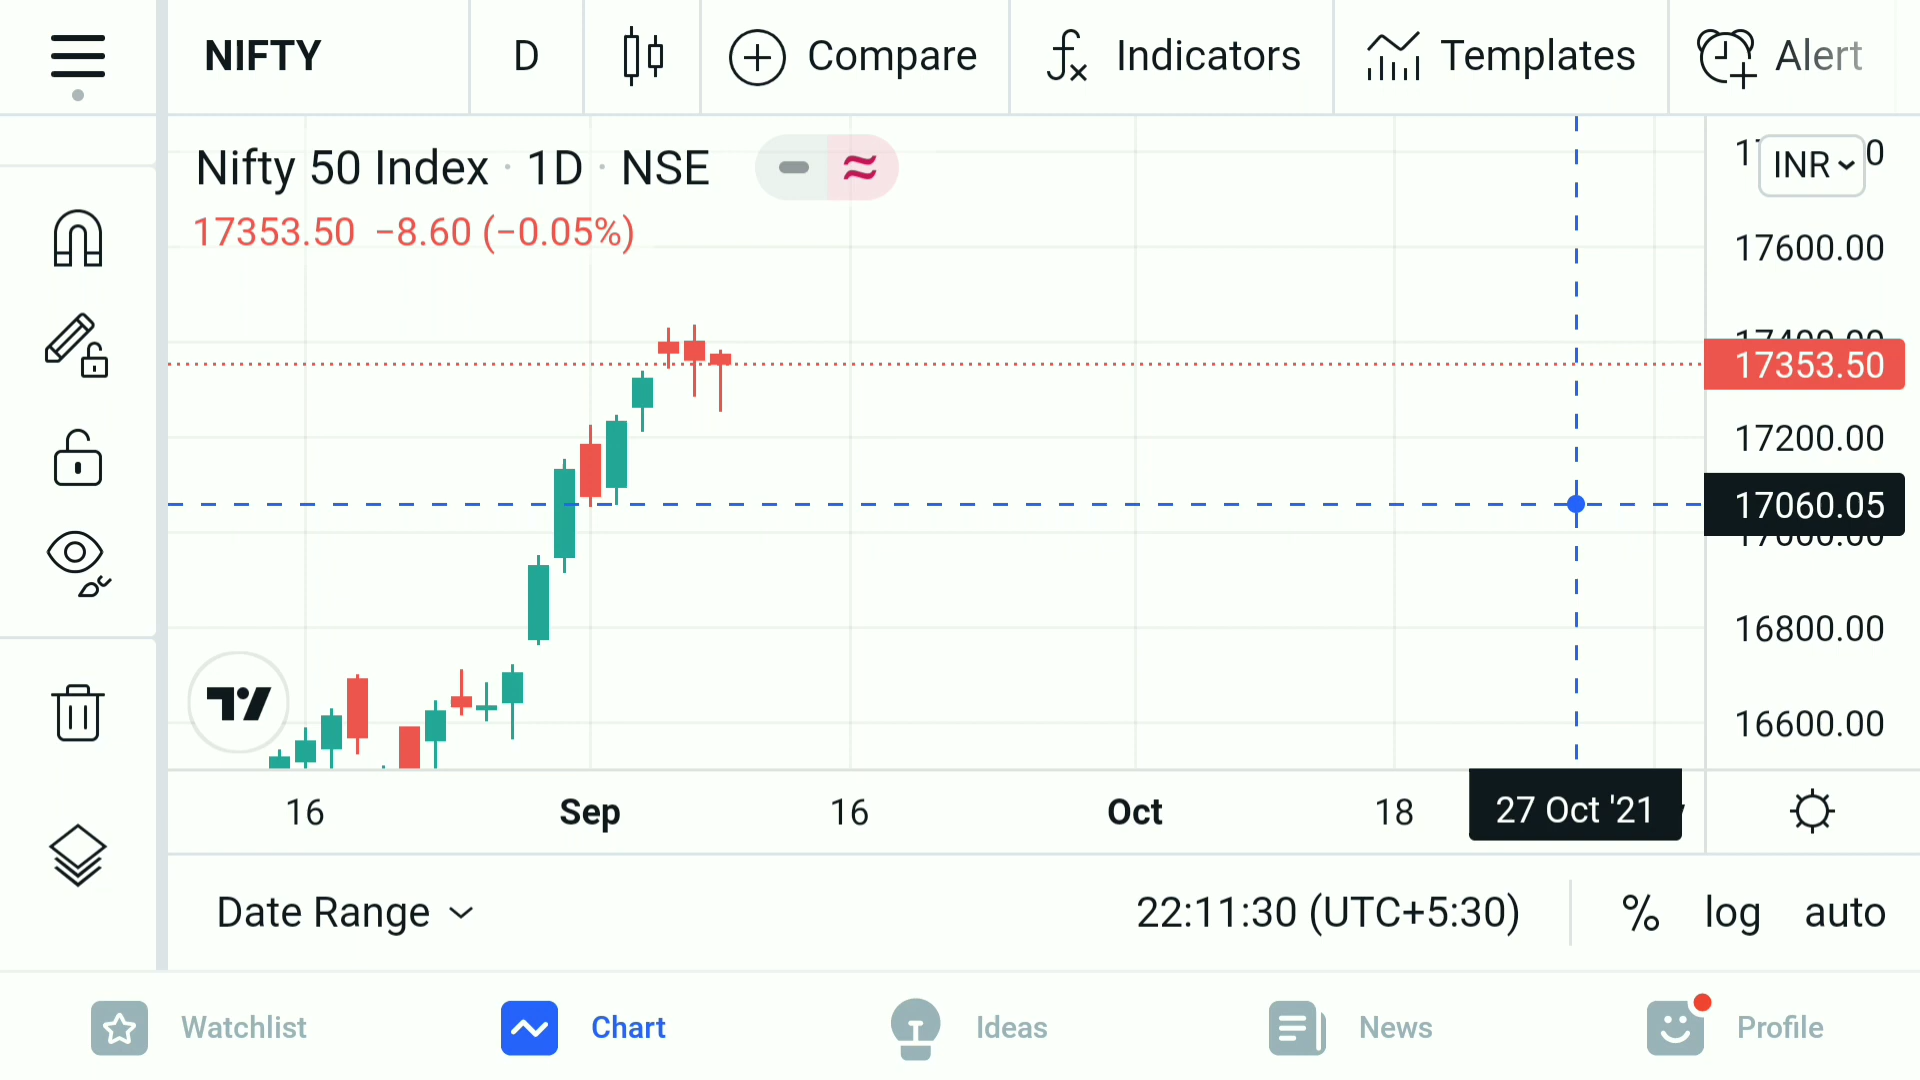 NIFTY
D
Compare
Indicators
Templates
Alert
Nifty 50 Index · 1D · NSE
17353.50 −8.60 (−0.05%)
INR
17600.00
17353.50
17200.00
17060.05
16800.00
16600.00
16
Sep
16
Oct
18
27 Oct '21
Date Range
22:11:30 (UTC+5:30)
%
log
auto
Watchlist
Chart
Ideas
News
Profile